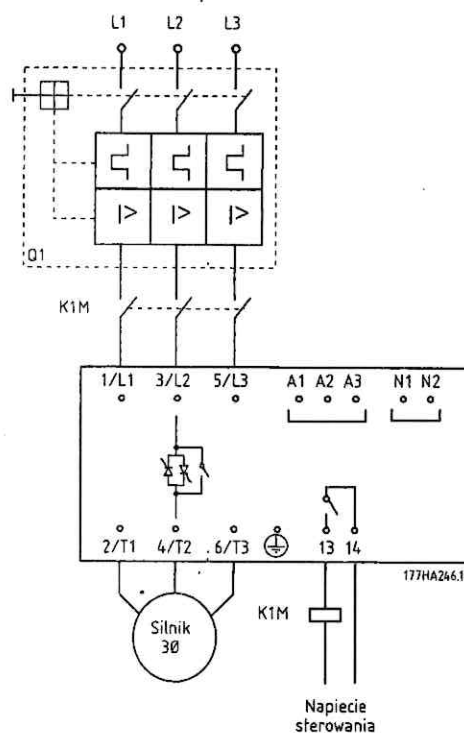 L1 L2 L3
I> I> I>
Q1
K1M
1/L1 3/L2 5/L3 A1 A2 A3 N1 N2
2/T1 4/T2 6/T3 13 14
177HA246.1
K1M
Silnik
3Ø
Napiecie
sterowania